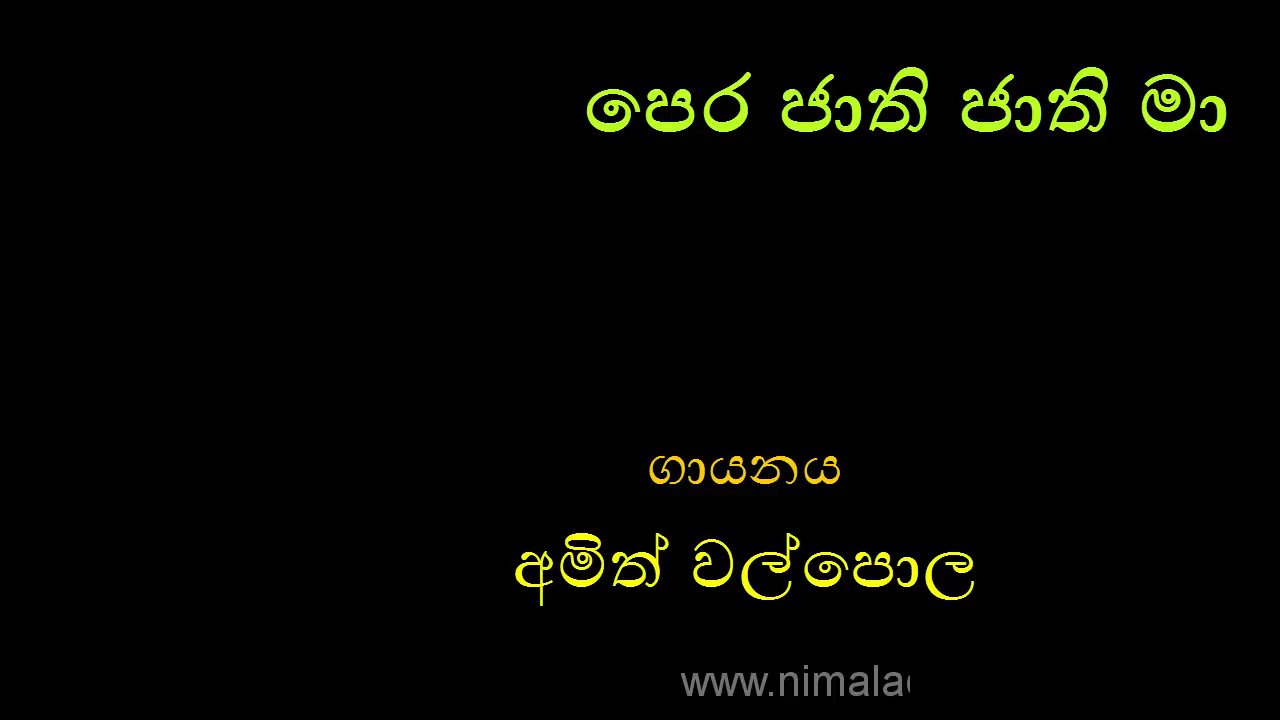 පෙර ජාති ජාති මා
ගායනය
අමිත් වල්පොල
www.nimala